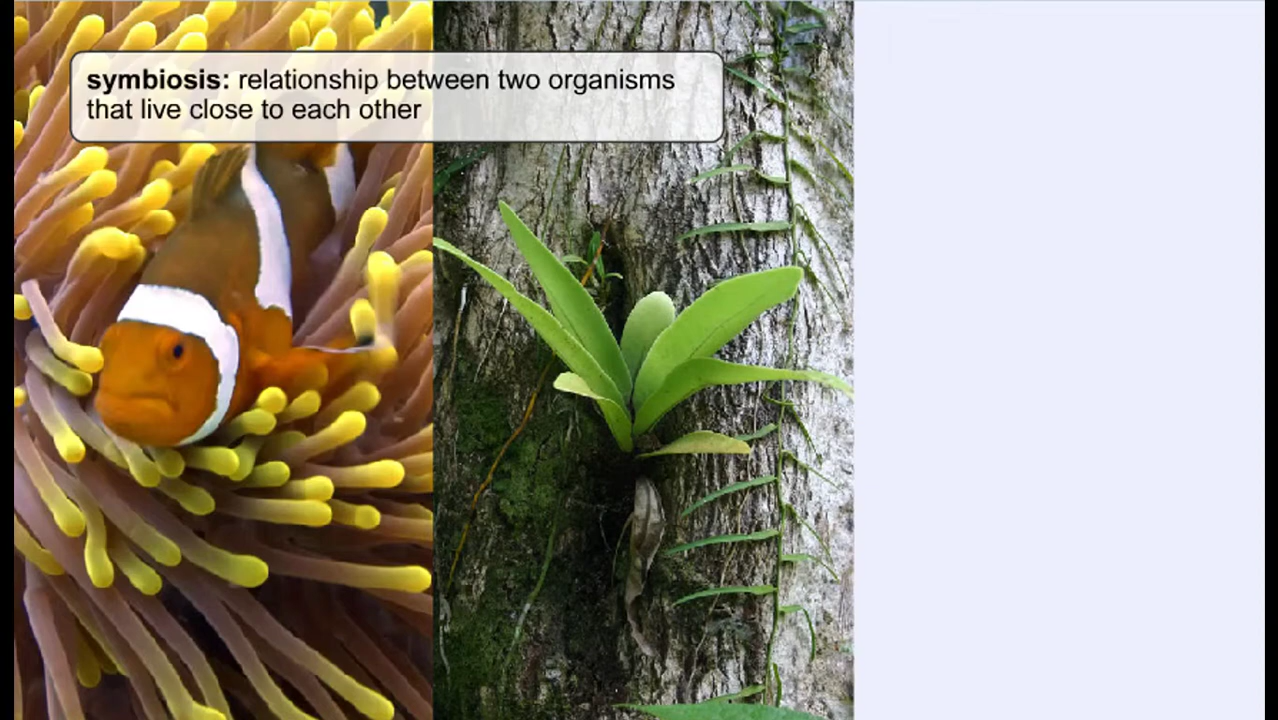 symbiosis: relationship between two organisms
that live close to each other